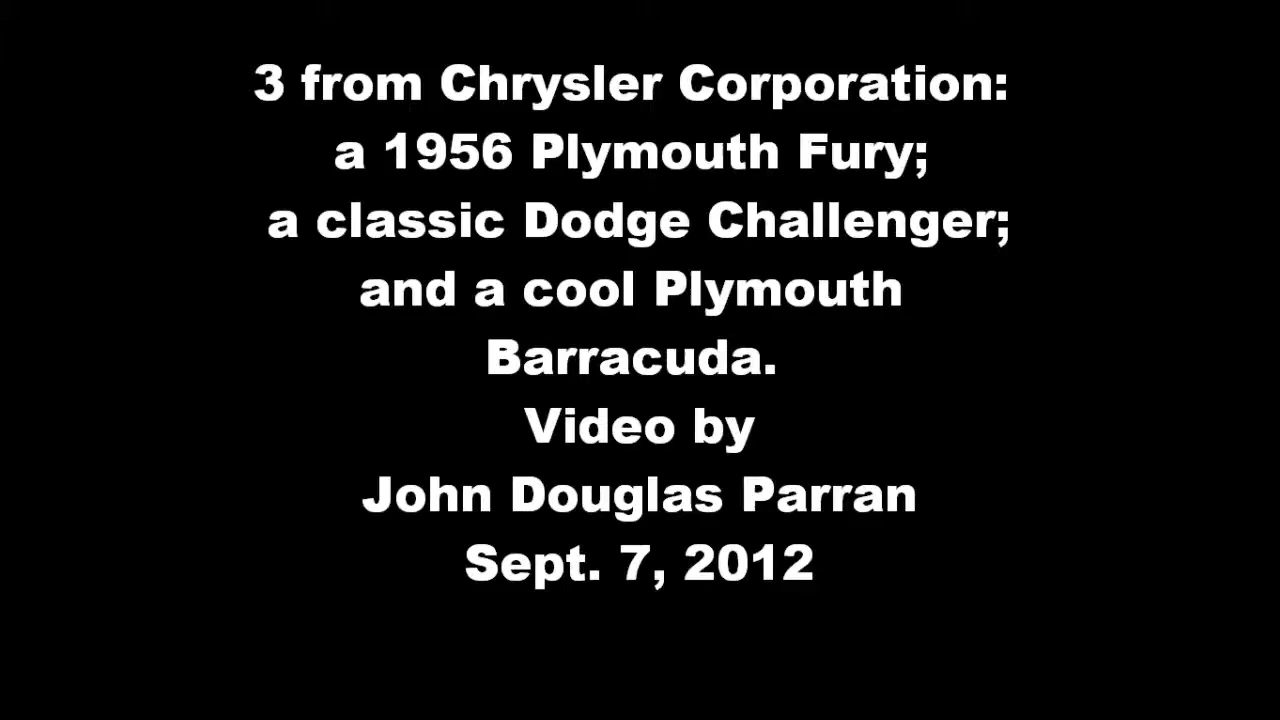 3 from Chrysler Corporation:
a 1956 Plymouth Fury;
a classic Dodge Challenger;
and a cool Plymouth
Barracuda.
Video by
John Douglas Parran
Sept. 7, 2012